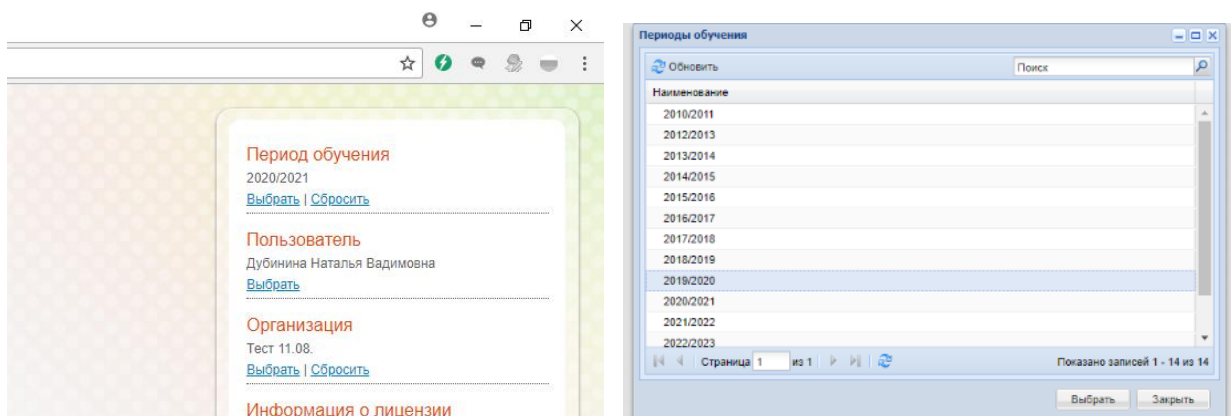 Период обучения
2020/2021
Выбрать | Сбросить
Пользователь
Дубинина Наталья Вадимовна
Выбрать
Организация
Тест 11.08.
Выбрать | Сбросить
Информация о лицензии
Периоды обучения
Обновить
Поиск
Наименование
2010/2011
2012/2013
2013/2014
2014/2015
2015/2016
2016/2017
2017/2018
2018/2019
2019/2020
2020/2021
2021/2022
2022/2023
Страница 1 из 1
Показано записей 1 - 14 из 14
Выбрать
Закрыть